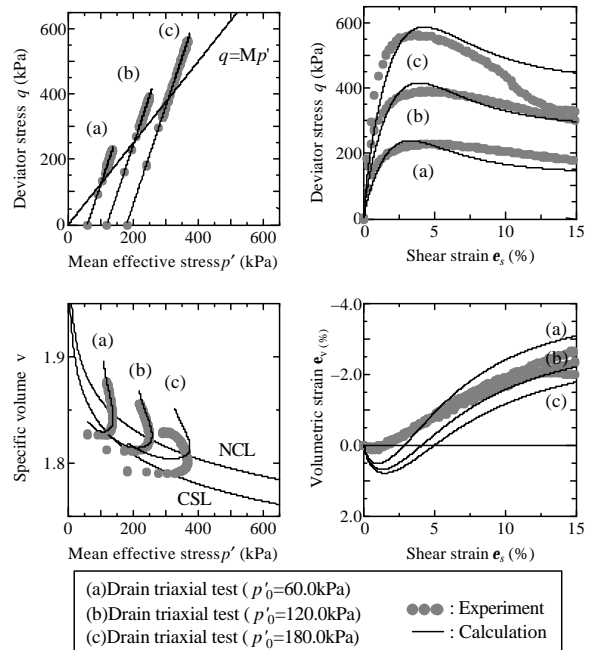 600
400
200
0
Deviator stress q (kPa)
(a)
(b)
(c)
q=Mp'
0 200 400 600
Mean effective stress p' (kPa)
600
400
200
0
Deviator stress q (kPa)
(c)
(b)
(a)
0 5 10 15
Shear strain es (%)
1.9
1.8
Specific volume v
(a)
(b)
(c)
NCL
CSL
0 200 400 600
Mean effective stress p' (kPa)
-4.0
-2.0
0.0
2.0
Volumetric strain ev (%)
(a)
(b)
(c)
0 5 10 15
Shear strain es (%)
(a)Drain triaxial test ( p'0=60.0kPa)
(b)Drain triaxial test ( p'0=120.0kPa)
(c)Drain triaxial test ( p'0=180.0kPa)
: Experiment
: Calculation